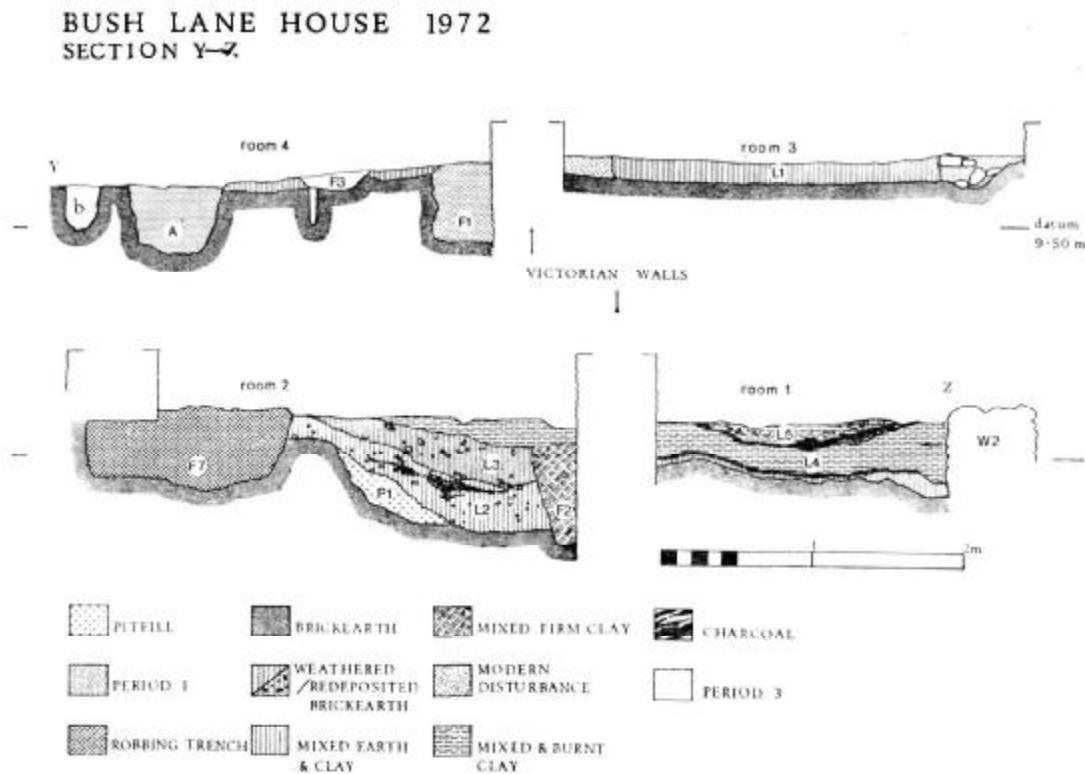 BUSH LANE HOUSE 1972
SECTION Y–Z
room 4
room 3
Y
b
A
F3
F1
L1
datum
9·50 m
VICTORIAN WALLS
room 2
room 1
Z
F7
P1
L3
L2
F2
L5
L4
W2
1
2m
PITFILL
BRICKEARTH
MIXED FIRM CLAY
CHARCOAL
PERIOD 1
WEATHERED
/REDEPOSITED
BRICKEARTH
MODERN
DISTURBANCE
PERIOD 3
ROBBING TRENCH
MIXED EARTH
& CLAY
MIXED & BURNT
CLAY